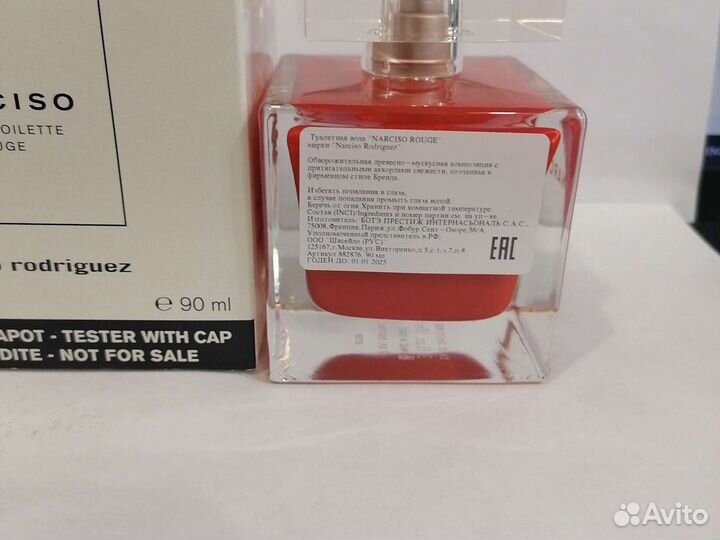 CISO
OILETTE
UGE
rodriguez
℮ 90 ml
APOT - TESTER WITH CAP
DITE - NOT FOR SALE
Туалетная вода "NARCISO ROUGE"
марки "Narciso Rodriguez"
Обворожительная древесно-мускусная композиция с
притягательными аккордами свежести, созданная в
фирменном стиле Бренда.
Избегать попадания в глаза,
в случае попадания промыть глаза водой.
Беречь от огня.Хранить при комнатной температуре.
Состав (INCI)/Ingredients и номер партии см. на уп-ке.
Изготовитель: БОТЭ ПРЕСТИЖ ИНТЕРНАСЬОНАЛЬ С.А.С.,
75008,Франция,Париж,ул.Фобур Сент-Оноре,56/А.
Уполномоченный представитель в РФ:
ООО "Шисейдо (РУС)"
125167,г.Москва,ул.Викторенко,д.5,с.1,э.7,п.8
Артикул 882876. 90 мл
ГОДЕН ДО: 01.01.2025
EAC
Avito